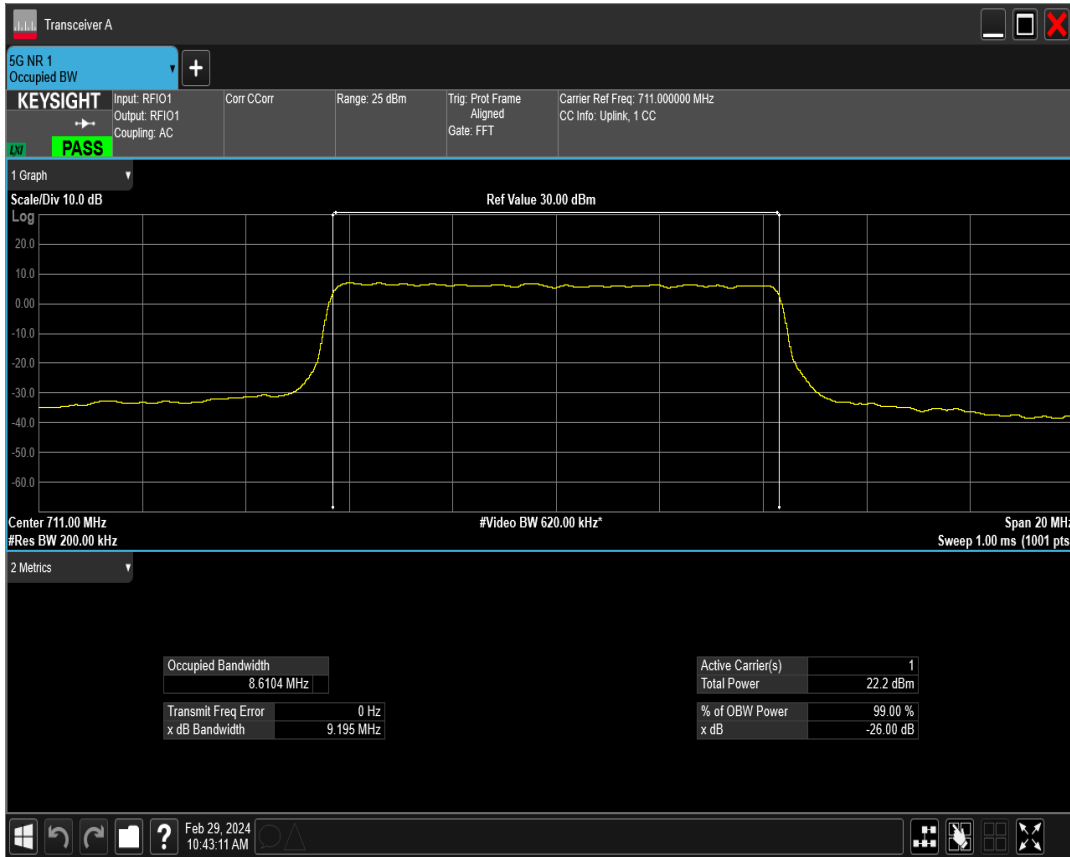 Transceiver A
5G NR 1
Occupied BW
KEYSIGHT
LXI
PASS
Input: RFIO1
Output: RFIO1
Coupling: AC
Corr CCorr
Range: 25 dBm
Trig: Prot Frame
Aligned
Gate: FFT
Carrier Ref Freq: 711.000000 MHz
CC Info: Uplink, 1 CC
1 Graph
Scale/Div 10.0 dB
Ref Value 30.00 dBm
Log
20.0
10.0
0.00
-10.0
-20.0
-30.0
-40.0
-50.0
-60.0
Center 711.00 MHz
#Video BW 620.00 kHz*
Span 20 MHz
#Res BW 200.00 kHz
Sweep 1.00 ms (1001 pts
2 Metrics
Occupied Bandwidth
8.6104 MHz
Transmit Freq Error 0 Hz
x dB Bandwidth 9.195 MHz
Active Carrier(s) 1
Total Power 22.2 dBm
% of OBW Power 99.00 %
x dB -26.00 dB
?
Feb 29, 2024
10:43:11 AM